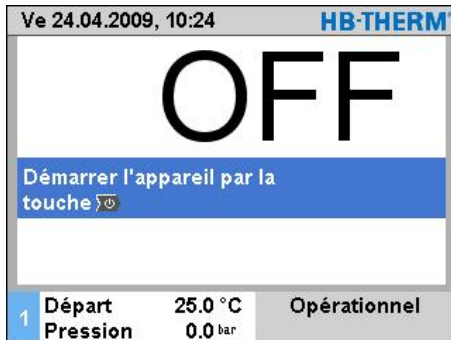 Ve 24.04.2009, 10:24 HB-THERM®
OFF
Démarrer l'appareil par la
touche
1 Départ 25.0 °C Opérationnel
Pression 0.0 bar